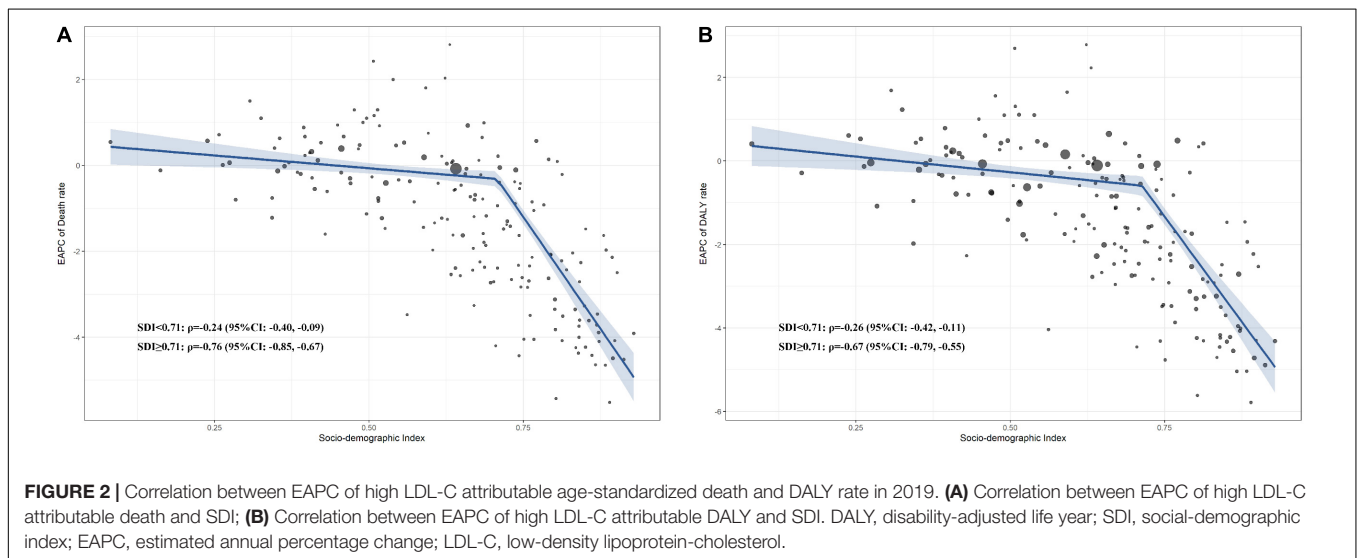 A
B
2
0
-2
-4
EAPC of Death rate
SDI<0.71: ρ=-0.24 (95%CI: -0.40, -0.09)
SDI≥0.71: ρ=-0.76 (95%CI: -0.85, -0.67)
0.25
0.50
0.75
Socio-demographic Index
2
0
-2
-4
-6
EAPC of DALY rate
SDI<0.71: ρ=-0.26 (95%CI: -0.42, -0.11)
SDI≥0.71: ρ=-0.67 (95%CI: -0.79, -0.55)
0.25
0.50
0.75
Socio-demographic Index
FIGURE 2 | Correlation between EAPC of high LDL-C attributable age-standardized death and DALY rate in 2019. (A) Correlation between EAPC of high LDL-C
attributable death and SDI; (B) Correlation between EAPC of high LDL-C attributable DALY and SDI. DALY, disability-adjusted life year; SDI, social-demographic
index; EAPC, estimated annual percentage change; LDL-C, low-density lipoprotein-cholesterol.